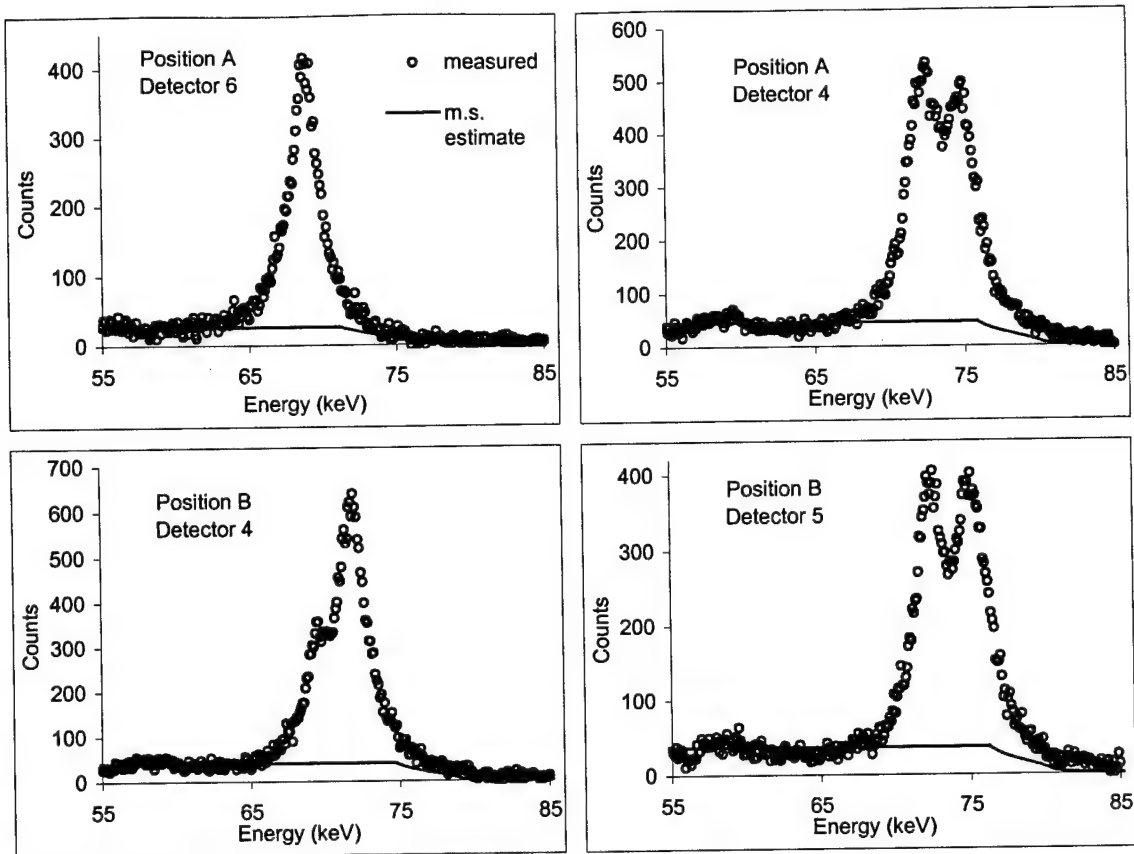 Position A
Detector 6
measured
m.s.
estimate
400
300
200
100
0
Counts
55 65 75 85
Energy (keV)
Position A
Detector 4
600
500
400
300
200
100
0
Counts
55 65 75 85
Energy (keV)
Position B
Detector 4
700
600
500
400
300
200
100
0
Counts
55 65 75 85
Energy (keV)
Position B
Detector 5
400
300
200
100
0
Counts
55 65 75 85
Energy (keV)